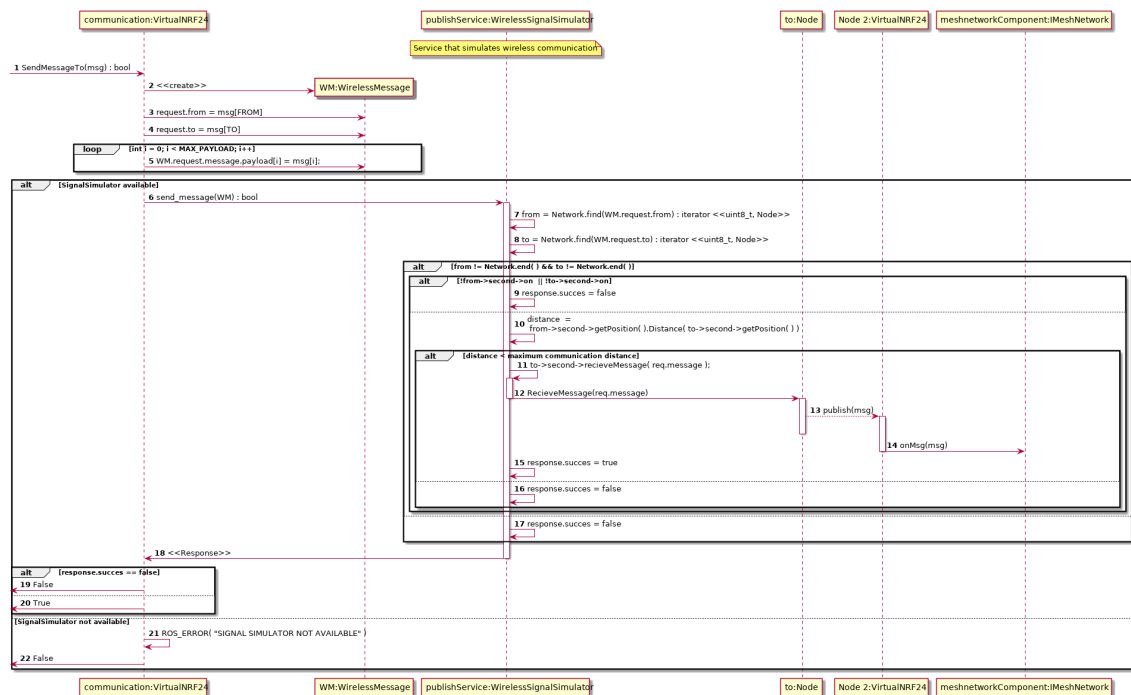 communication:VirtualNRF24
publishService:WirelessSignalSimulator
to:Node
Node 2:VirtualNRF24
meshnetworkComponent:IMeshNetwork
Service that simulates wireless communication
1 SendMessageTo(msg) : bool
2 <<create>>
WM:WirelessMessage
3 request.from = msg[FROM]
4 request.to = msg[TO]
loop [int i = 0; i < MAX_PAYLOAD; i++]
5 WM.request.message.payload[i] = msg[i];
alt [SignalSimulator available]
6 send_message(WM) : bool
7 from = Network.find(WM.request.from) : iterator <<uint8_t, Node>>
8 to = Network.find(WM.request.to) : iterator <<uint8_t, Node>>
alt [from != Network.end( ) && to != Network.end( )]
alt [!from->second->on || !to->second->on]
9 response.succes = false
10 distance =
from->second->getPosition( ).Distance( to->second->getPosition( ) )
alt [distance < maximum communication distance]
11 to->second->recieveMessage( req.message );
12 RecieveMessage(req.message)
13 publish(msg)
14 onMsg(msg)
15 response.succes = true
16 response.succes = false
17 response.succes = false
18 <<Response>>
alt [response.succes == false]
19 False
20 True
[SignalSimulator not available]
21 ROS_ERROR( "SIGNAL SIMULATOR NOT AVAILABLE" )
22 False
communication:VirtualNRF24
WM:WirelessMessage
publishService:WirelessSignalSimulator
to:Node
Node 2:VirtualNRF24
meshnetworkComponent:IMeshNetwork